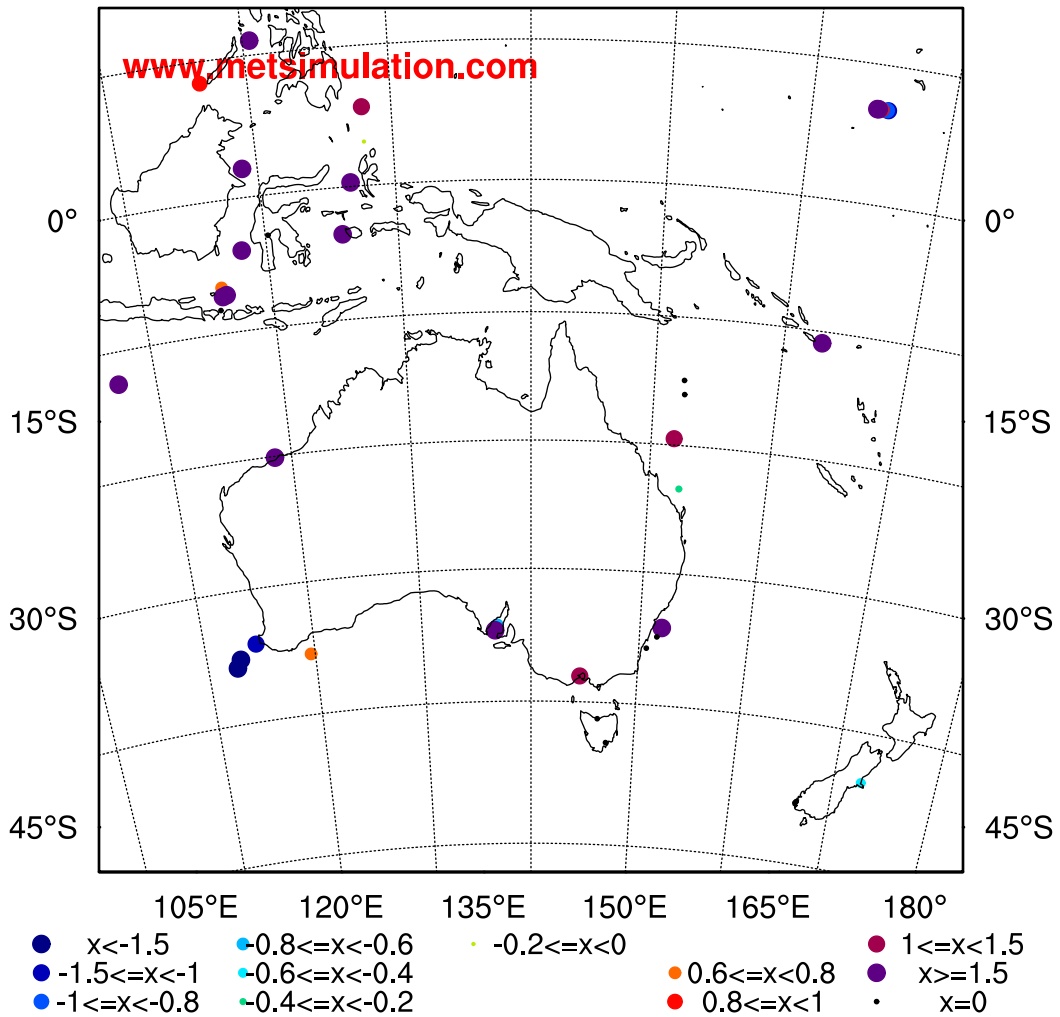 www.metsimulation.com
0° 0°
15°S 15°S
30°S 30°S
45°S 45°S
105°E 120°E 135°E 150°E 165°E 180°
x<-1.5 -0.8<=x<-0.6 -0.2<=x<0 1<=x<1.5
-1.5<=x<-1 -0.6<=x<-0.4 0.6<=x<0.8 x>=1.5
-1<=x<-0.8 -0.4<=x<-0.2 0.8<=x<1 x=0